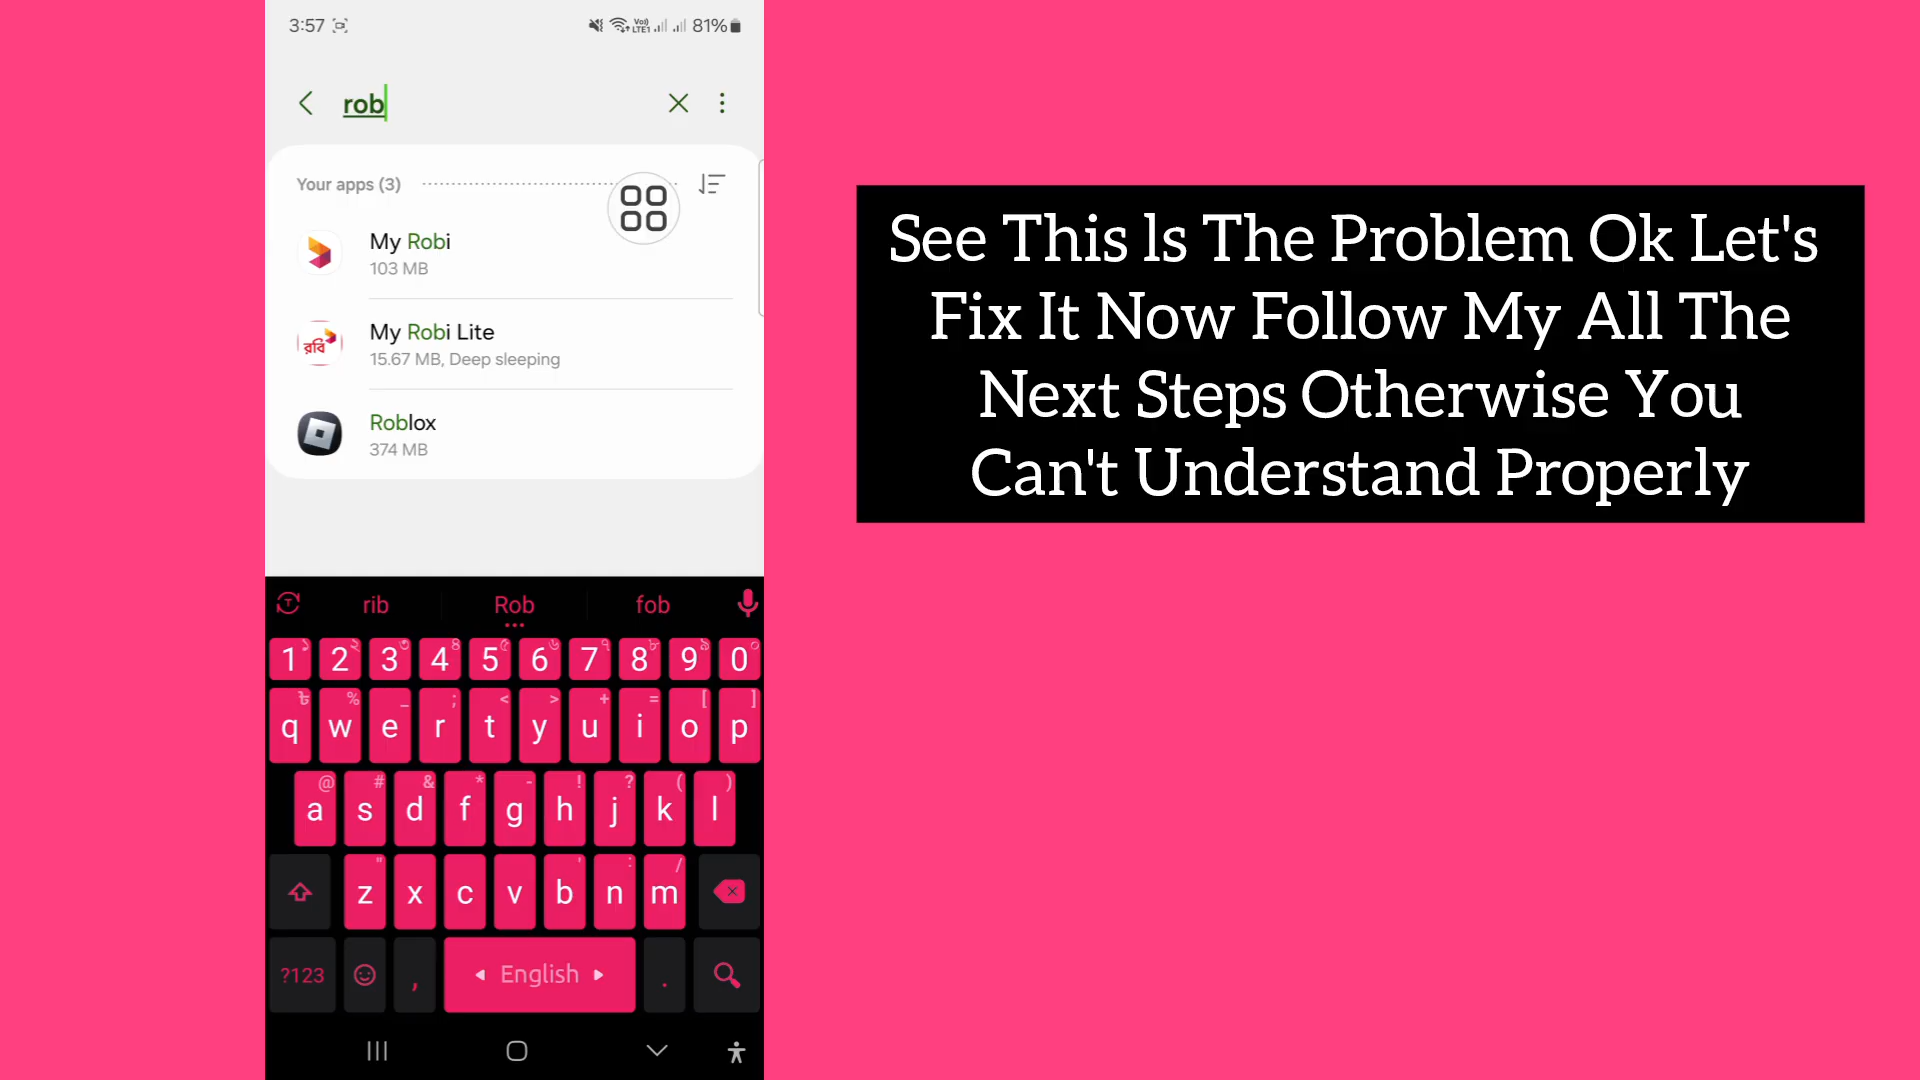 3:57
Vo)) LTE1 81%
rob
Your apps (3)
My Robi
103 MB
রবি
My Robi Lite
15.67 MB, Deep sleeping
Roblox
374 MB
T rib Rob fob
1 2 3 4 5 6 7 8 9 0
q w e r t y u i o p
a s d f g h j k l
z x c v b n m
?123 , English .
See This Is The Problem Ok Let's
Fix It Now Follow My All The
Next Steps Otherwise You
Can't Understand Properly